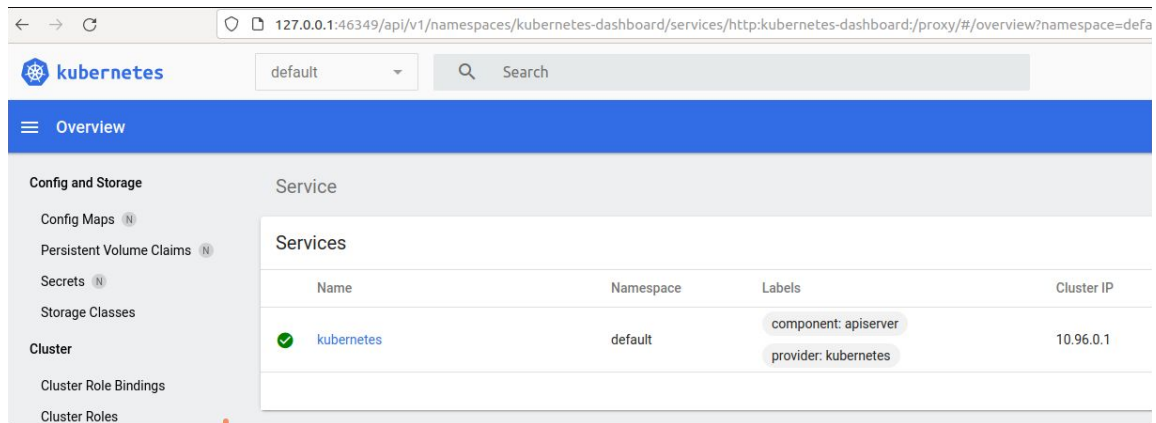 127.0.0.1:46349/api/v1/namespaces/kubernetes-dashboard/services/http:kubernetes-dashboard:/proxy/#/overview?namespace=defa
kubernetes
default
Search
Overview
Config and Storage
Config Maps N
Persistent Volume Claims N
Secrets N
Storage Classes
Cluster
Cluster Role Bindings
Cluster Roles
Service
Services
Name Namespace Labels Cluster IP
kubernetes default component: apiserver 10.96.0.1
provider: kubernetes